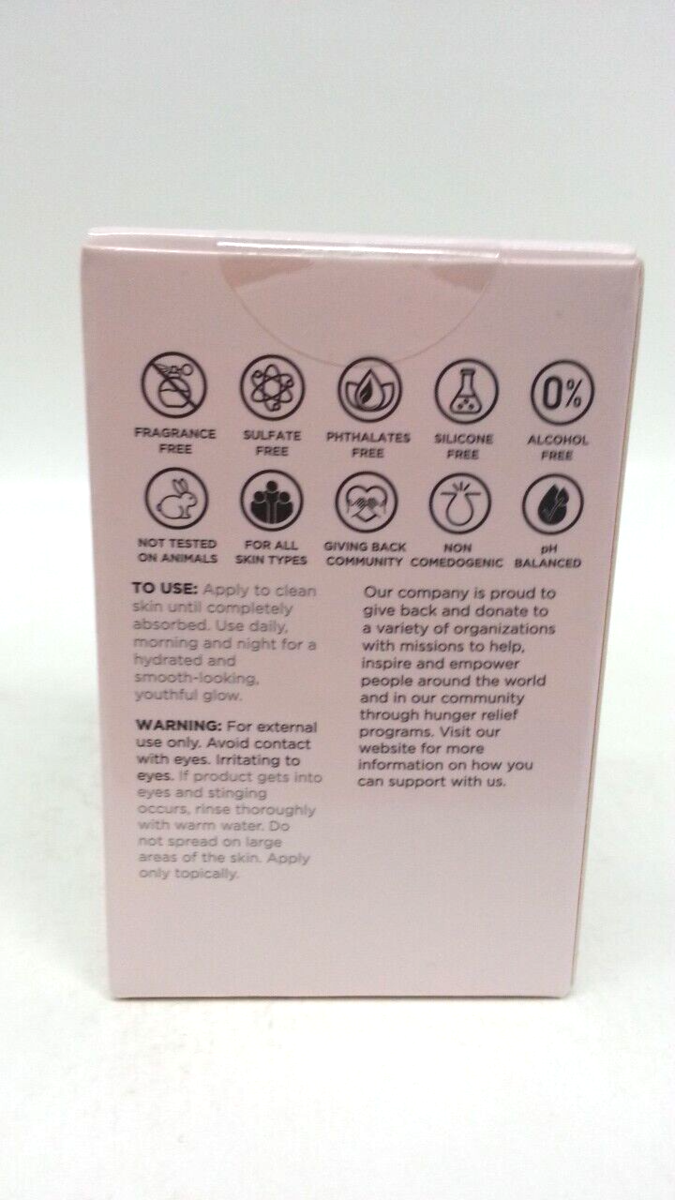 0%
FRAGRANCE
FREE
SULFATE
FREE
PHTHALATES
FREE
SILICONE
FREE
ALCOHOL
FREE
NOT TESTED
ON ANIMALS
FOR ALL
SKIN TYPES
GIVING BACK
COMMUNITY
NON
COMEDOGENIC
pH
BALANCED
TO USE: Apply to clean
skin until completely
absorbed. Use daily,
morning and night for a
hydrated and
smooth-looking,
youthful glow.
WARNING: For external
use only. Avoid contact
with eyes. Irritating to
eyes. If product gets into
eyes and stinging
occurs, rinse thoroughly
with warm water. Do
not spread on large
areas of the skin. Apply
only topically.
Our company is proud to
give back and donate to
a variety of organizations
with missions to help,
inspire and empower
people around the world
and in our community
through hunger relief
programs. Visit our
website for more
information on how you
can support with us.